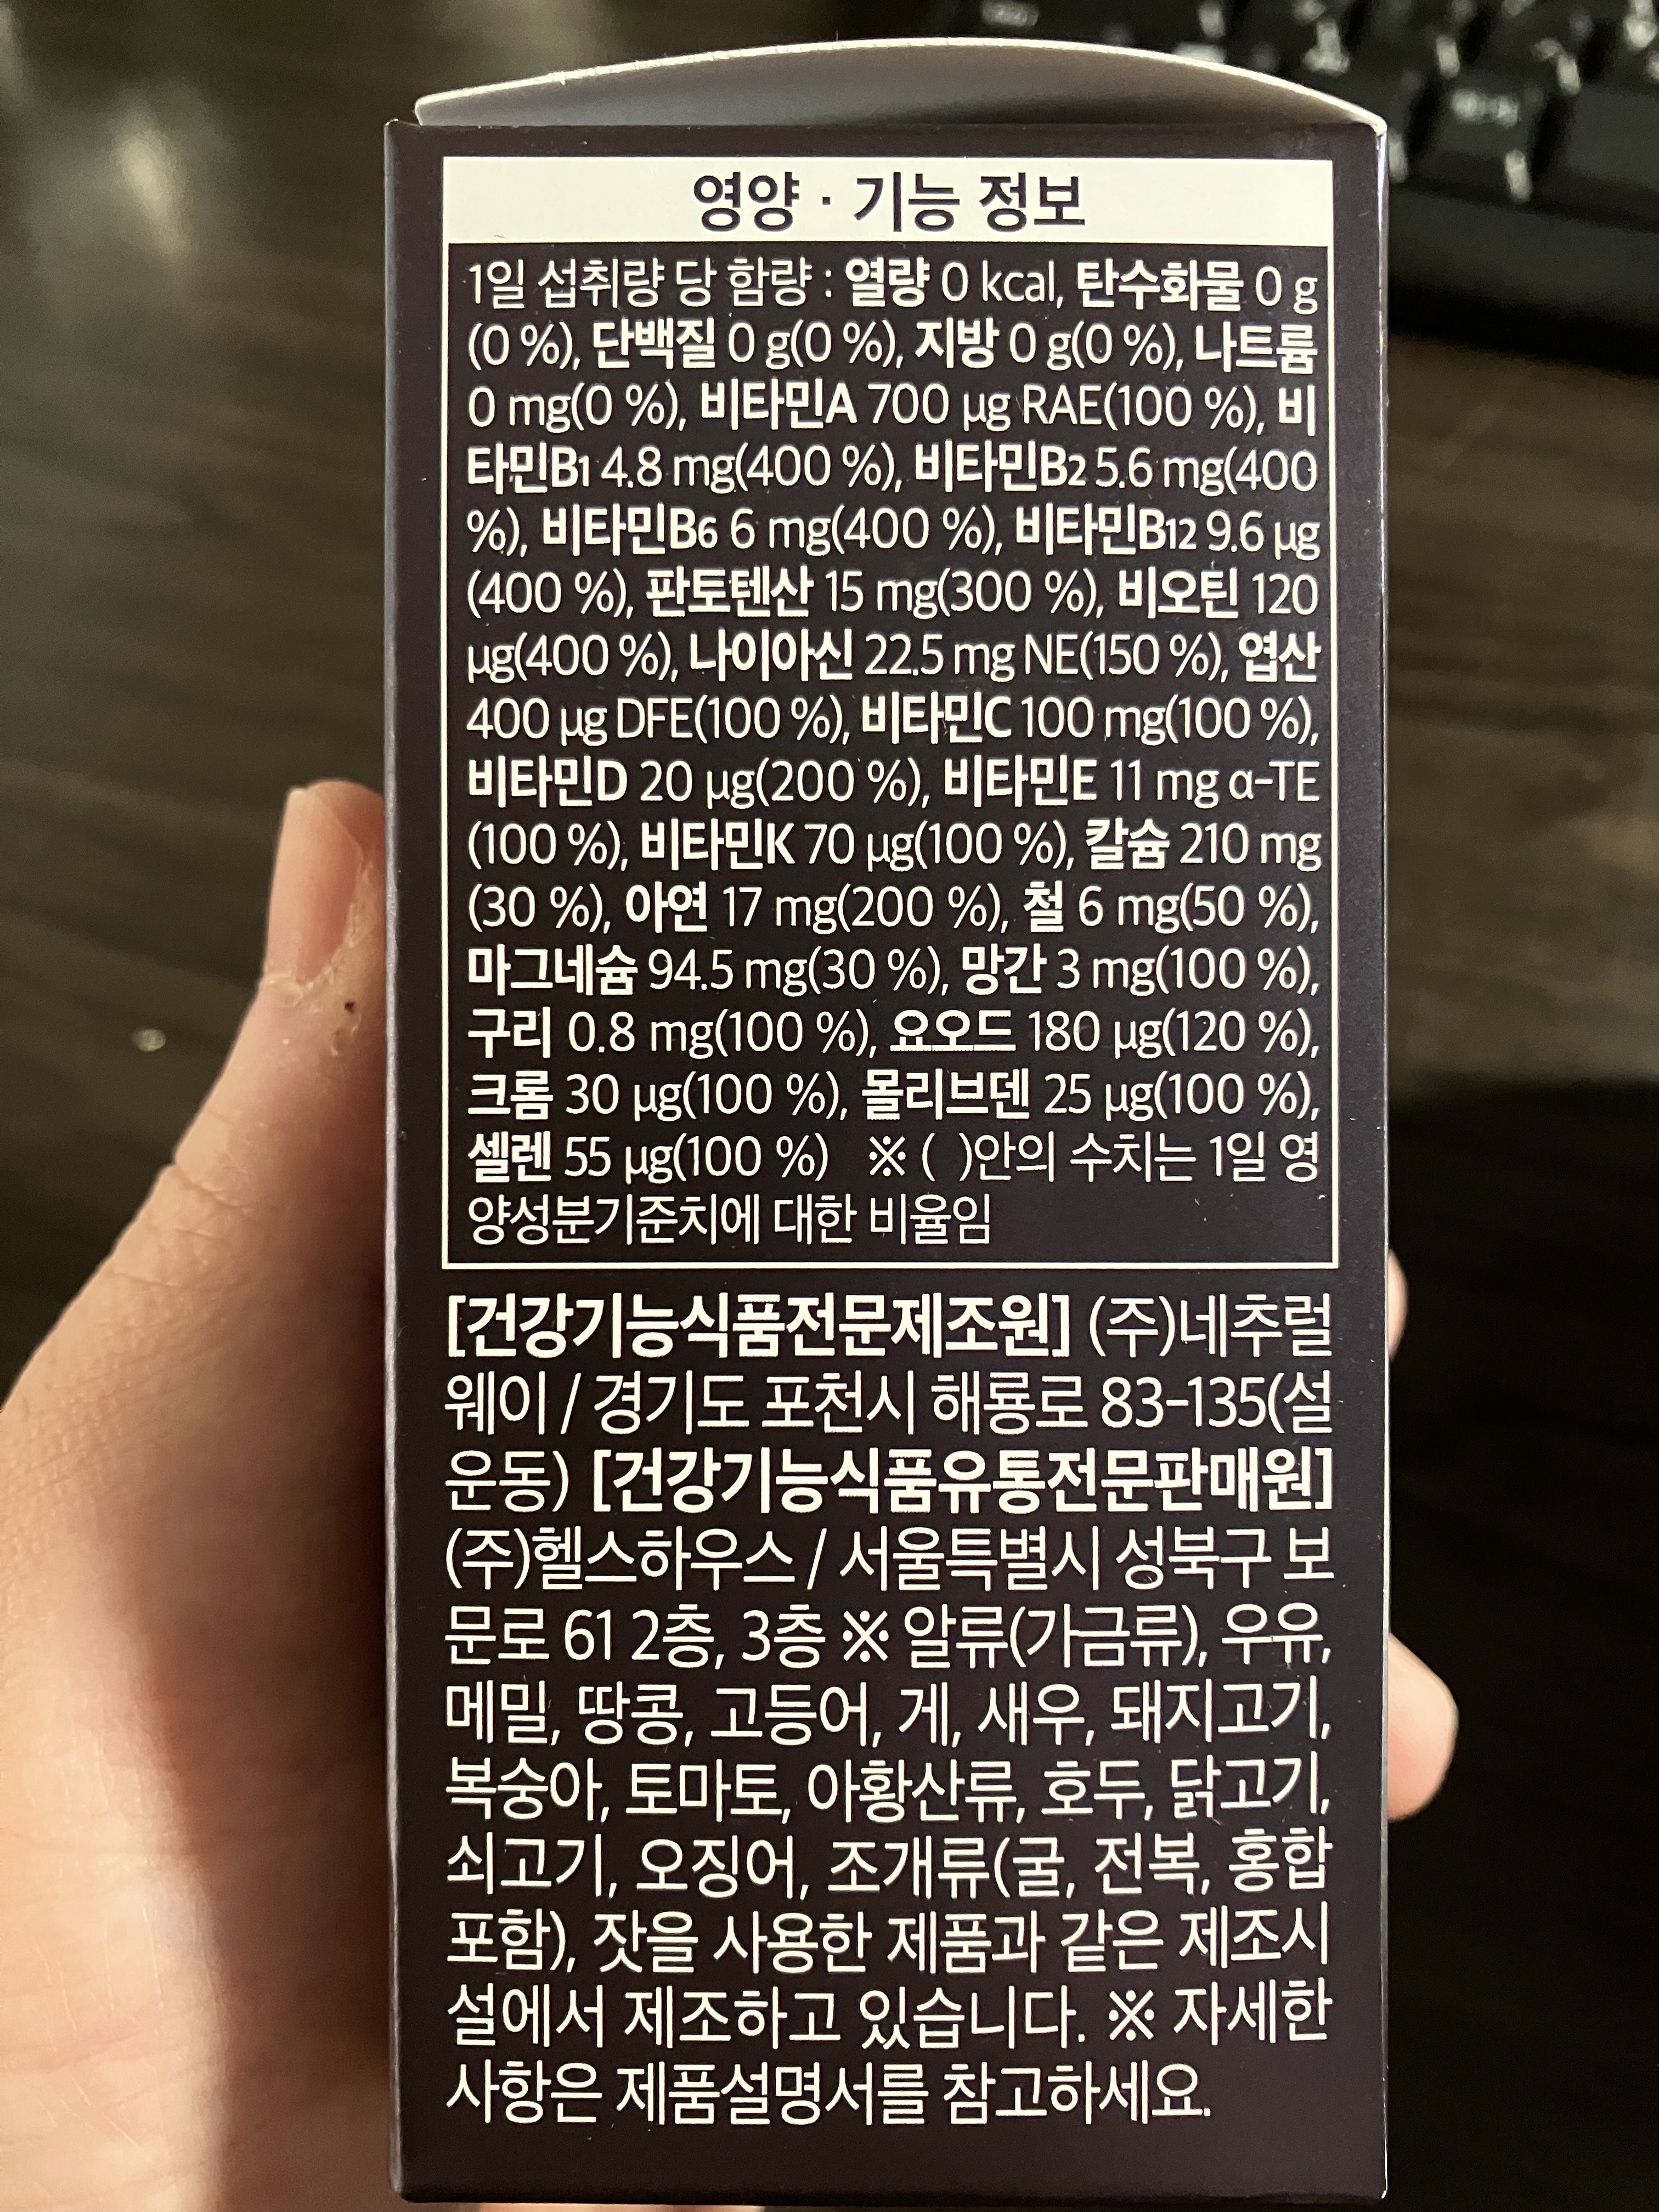 영양 · 기능 정보
1일 섭취량 당 함량 : 열량 0 kcal, 탄수화물 0 g
(0 %), 단백질 0 g(0 %), 지방 0 g(0 %), 나트륨
0 mg(0 %), 비타민A 700 µg RAE(100 %), 비
타민B1 4.8 mg(400 %), 비타민B2 5.6 mg(400
%), 비타민B6 6 mg(400 %), 비타민B12 9.6 µg
(400 %), 판토텐산 15 mg(300 %), 비오틴 120
µg(400 %), 나이아신 22.5 mg NE(150 %), 엽산
400 µg DFE(100 %), 비타민C 100 mg(100 %),
비타민D 20 µg(200 %), 비타민E 11 mg α-TE
(100 %), 비타민K 70 µg(100 %), 칼슘 210 mg
(30 %), 아연 17 mg(200 %), 철 6 mg(50 %),
마그네슘 94.5 mg(30 %), 망간 3 mg(100 %),
구리 0.8 mg(100 %), 요오드 180 µg(120 %),
크롬 30 µg(100 %), 몰리브덴 25 µg(100 %),
셀렌 55 µg(100 %) ※ ( )안의 수치는 1일 영
양성분기준치에 대한 비율임
[건강기능식품전문제조원] (주)네추럴
웨이 / 경기도 포천시 해룡로 83-135(설
운동) [건강기능식품유통전문판매원]
(주)헬스하우스 / 서울특별시 성북구 보
문로 61 2층, 3층 ※ 알류(가금류), 우유,
메밀, 땅콩, 고등어, 게, 새우, 돼지고기,
복숭아, 토마토, 아황산류, 호두, 닭고기,
쇠고기, 오징어, 조개류(굴, 전복, 홍합
포함), 잣을 사용한 제품과 같은 제조시
설에서 제조하고 있습니다. ※ 자세한
사항은 제품설명서를 참고하세요.